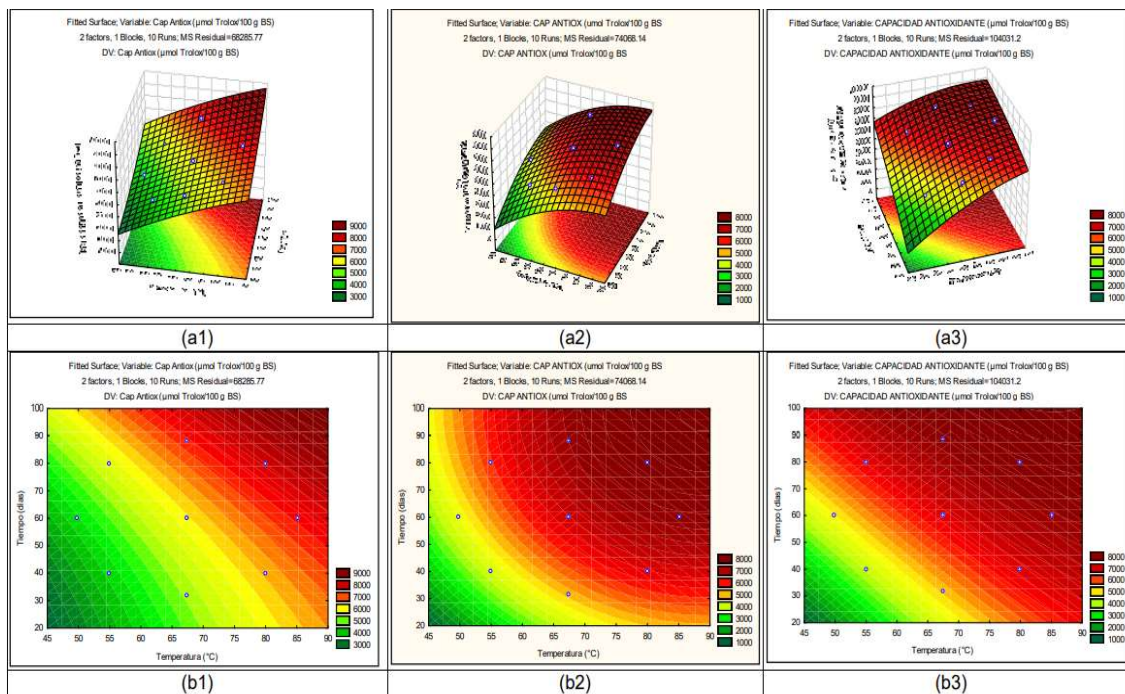 Fitted Surface; Variable: Cap Antiox (µmol Trolox/100 g BS)
2 factors, 1 Blocks, 10 Runs; MS Residual=68285.77
DV: Cap Antiox (µmol Trolox/100 g BS)
9000
8000
7000
6000
5000
4000
3000
Fitted Surface; Variable: CAP ANTIOX (µmol Trolox/100 g BS)
2 factors, 1 Blocks, 10 Runs; MS Residual=74068.14
DV: CAP ANTIOX (µmol Trolox/100 g BS
8000
7000
6000
5000
4000
3000
2000
1000
Fitted Surface; Variable: CAPACIDAD ANTIOXIDANTE (µmol Trolox/100 g BS)
2 factors, 1 Blocks, 10 Runs; MS Residual=104031.2
DV: CAPACIDAD ANTIOXIDANTE (µmol Trolox/100 g BS)
8000
7000
6000
5000
4000
3000
2000
1000
(a1) (a2) (a3)
Fitted Surface; Variable: Cap Antiox (µmol Trolox/100 g BS)
2 factors, 1 Blocks, 10 Runs; MS Residual=68285.77
DV: Cap Antiox (µmol Trolox/100 g BS)
100
90
80
70
60
50
40
30
20
Tiempo (días)
45 50 55 60 65 70 75 80 85 90
Temperatura (°C)
9000
8000
7000
6000
5000
4000
3000
Fitted Surface; Variable: CAP ANTIOX (µmol Trolox/100 g BS)
2 factors, 1 Blocks, 10 Runs; MS Residual=74068.14
DV: CAP ANTIOX (µmol Trolox/100 g BS
100
90
80
70
60
50
40
30
20
Tiempo (días)
45 50 55 60 65 70 75 80 85 90
Temperatura (°C)
8000
7000
6000
5000
4000
3000
2000
1000
Fitted Surface; Variable: CAPACIDAD ANTIOXIDANTE (µmol Trolox/100 g BS)
2 factors, 1 Blocks, 10 Runs; MS Residual=104031.2
DV: CAPACIDAD ANTIOXIDANTE (µmol Trolox/100 g BS)
100
90
80
70
60
50
40
30
20
Tiempo (días)
45 50 55 60 65 70 75 80 85 90
Temperatura (°C)
8000
7000
6000
5000
4000
3000
2000
1000
(b1) (b2) (b3)